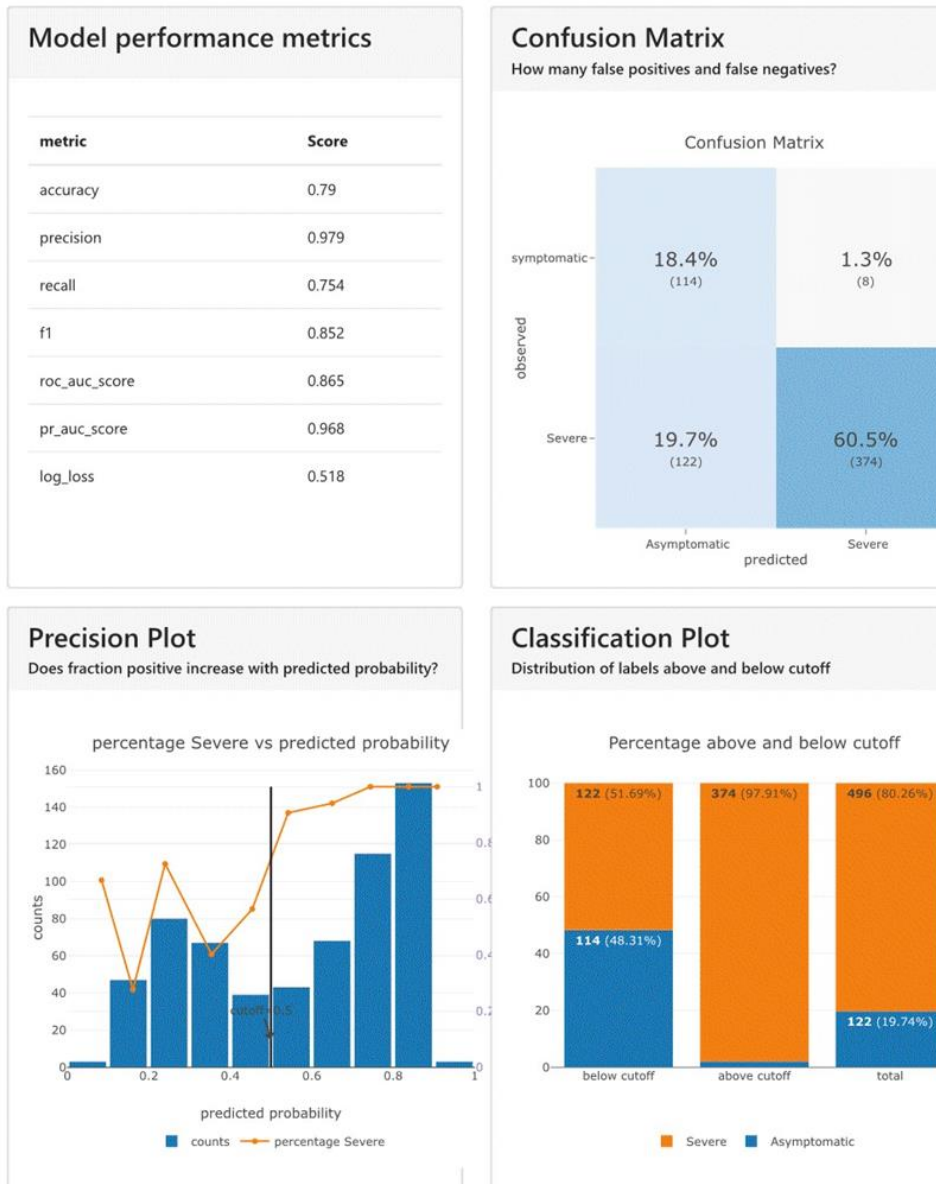 Model performance metrics
metric Score
accuracy 0.79
precision 0.979
recall 0.754
f1 0.852
roc_auc_score 0.865
pr_auc_score 0.968
log_loss 0.518
Confusion Matrix
How many false positives and false negatives?
Confusion Matrix
symptomatic
18.4%
(114)
1.3%
(8)
observed
Severe
19.7%
(122)
60.5%
(374)
Asymptomatic Severe
predicted
Precision Plot
Does fraction positive increase with predicted probability?
percentage Severe vs predicted probability
160
140
120
100
80
60
40
20
0
counts
1
0.8
0.6
0.4
0.2
0
cutoff=0.5
0 0.2 0.4 0.6 0.8 1
predicted probability
counts percentage Severe
Classification Plot
Distribution of labels above and below cutoff
Percentage above and below cutoff
100
80
60
40
20
0
122 (51.69%) 374 (97.91%) 496 (80.26%)
114 (48.31%)
122 (19.74%)
below cutoff above cutoff total
Severe Asymptomatic